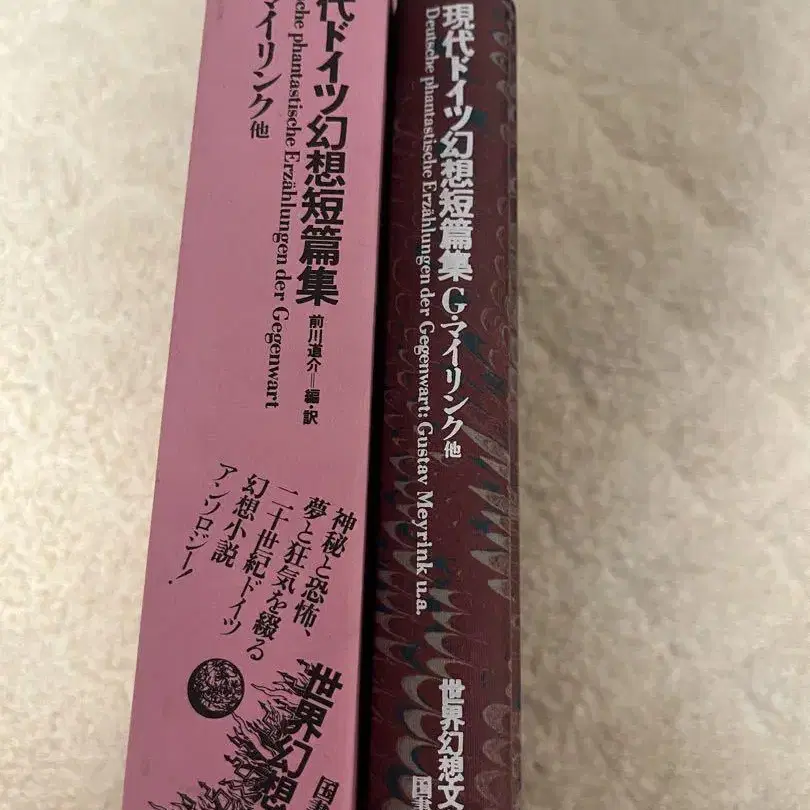 代ドイツ幻想短篇集
che phantastische Erzählungen der Gegenwart
マイリンク他
前川道介＝編・訳
神秘と恐怖、
夢と狂気を綴る
二十世紀ドイツ
幻想小説
アンソロジー！
世界幻想
国書
現代ドイツ幻想短篇集 G・マイリンク他
Deutsche phantastische Erzählungen der Gegenwart: Gustav Meyrink u.a.
世界幻想文
国書